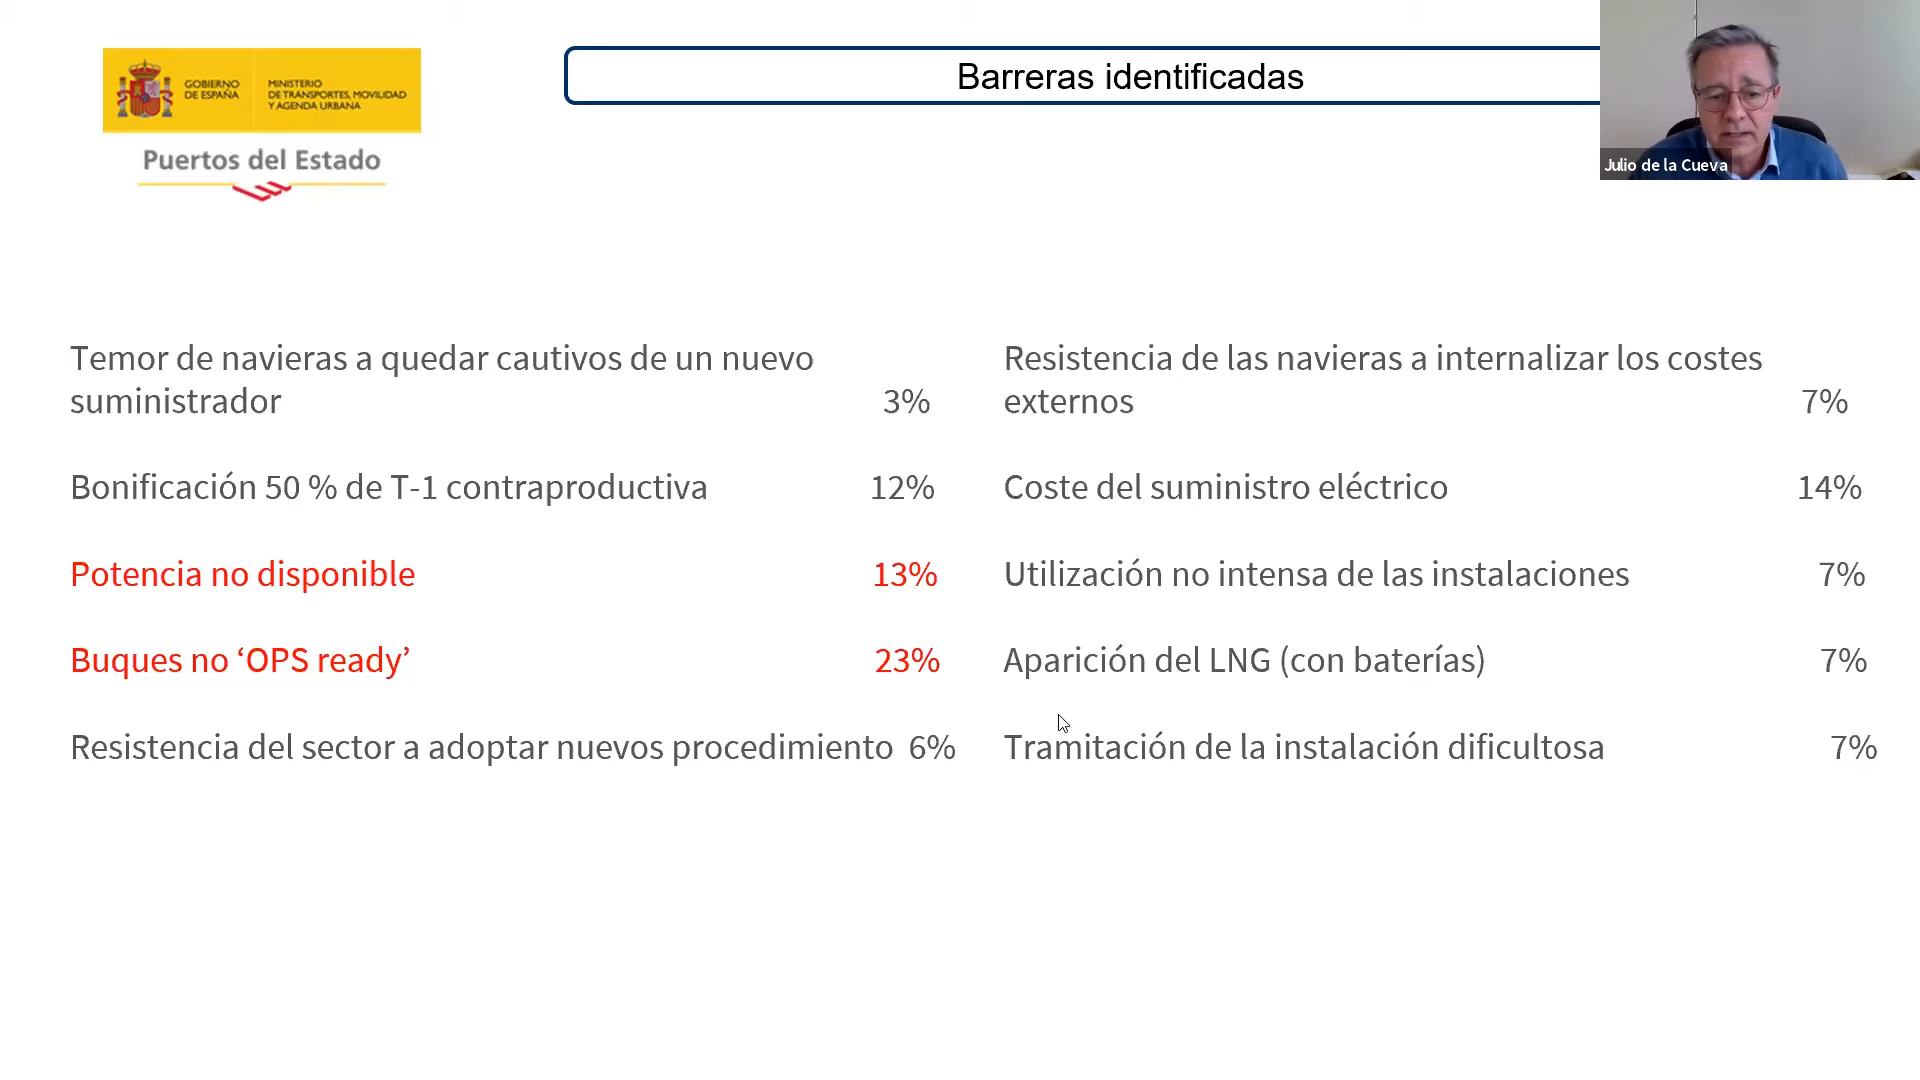 GOBIERNO
DE ESPAÑA
MINISTERIO
DE TRANSPORTES, MOVILIDAD
Y AGENDA URBANA
Puertos del Estado
Barreras identificadas
Julio de la Cueva
Temor de navieras a quedar cautivos de un nuevo
suministrador 3%
Bonificación 50 % de T-1 contraproductiva 12%
Potencia no disponible 13%
Buques no ‘OPS ready’ 23%
Resistencia del sector a adoptar nuevos procedimiento 6%
Resistencia de las navieras a internalizar los costes
externos 7%
Coste del suministro eléctrico 14%
Utilización no intensa de las instalaciones 7%
Aparición del LNG (con baterías) 7%
Tramitación de la instalación dificultosa 7%